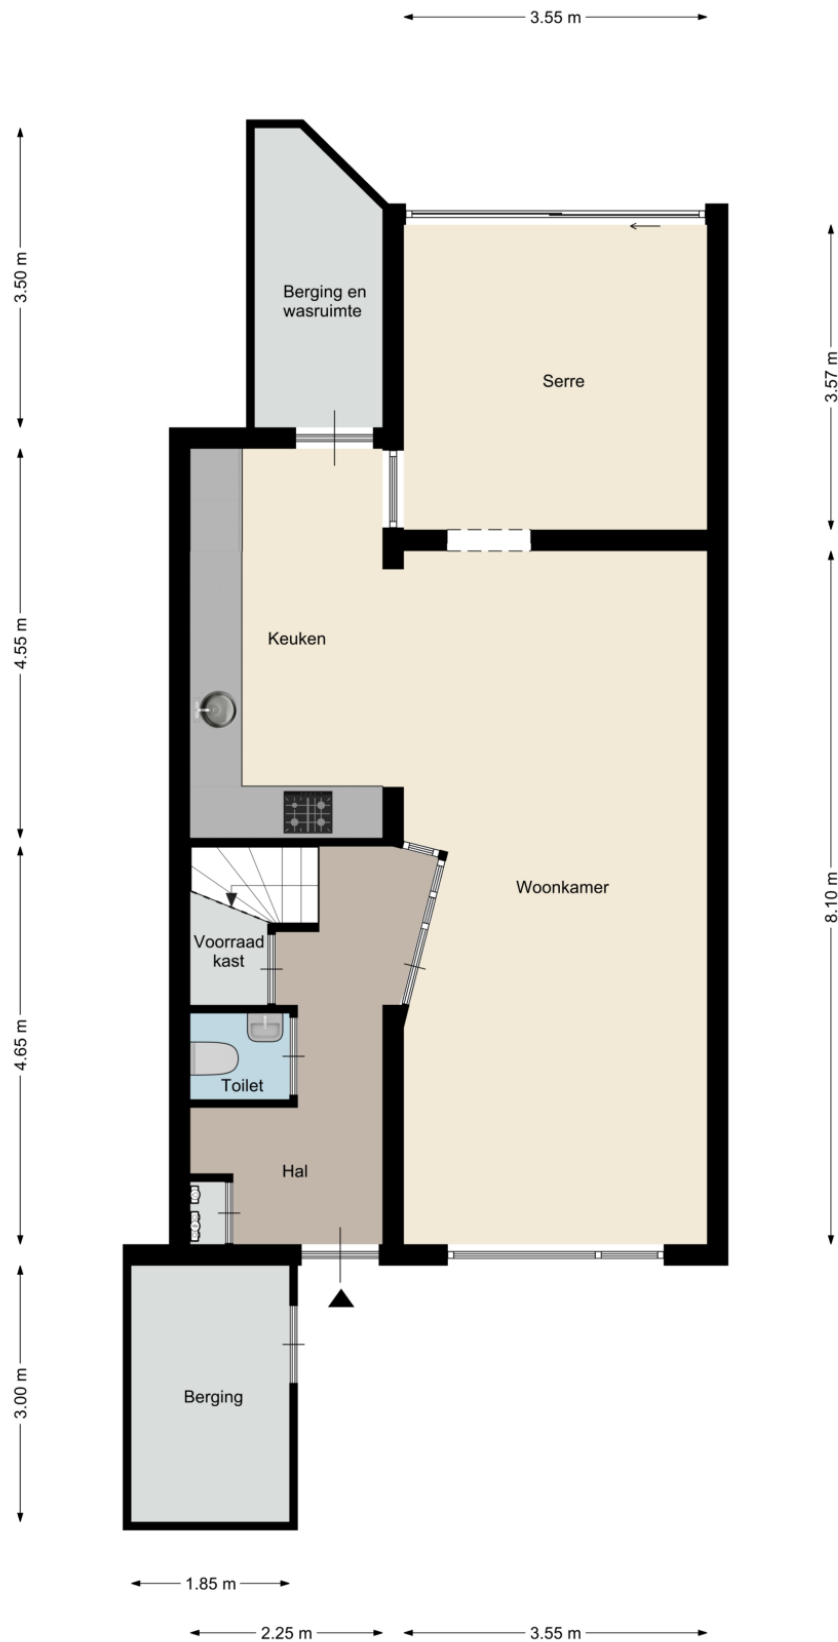 3.55 m
3.50 m
Berging en
wasruimte
3.57 m
Serre
4.55 m
Keuken
8.10 m
Woonkamer
Voorraad
kast
4.65 m
Toilet
Hal
3.00 m
Berging
1.85 m
2.25 m
3.55 m